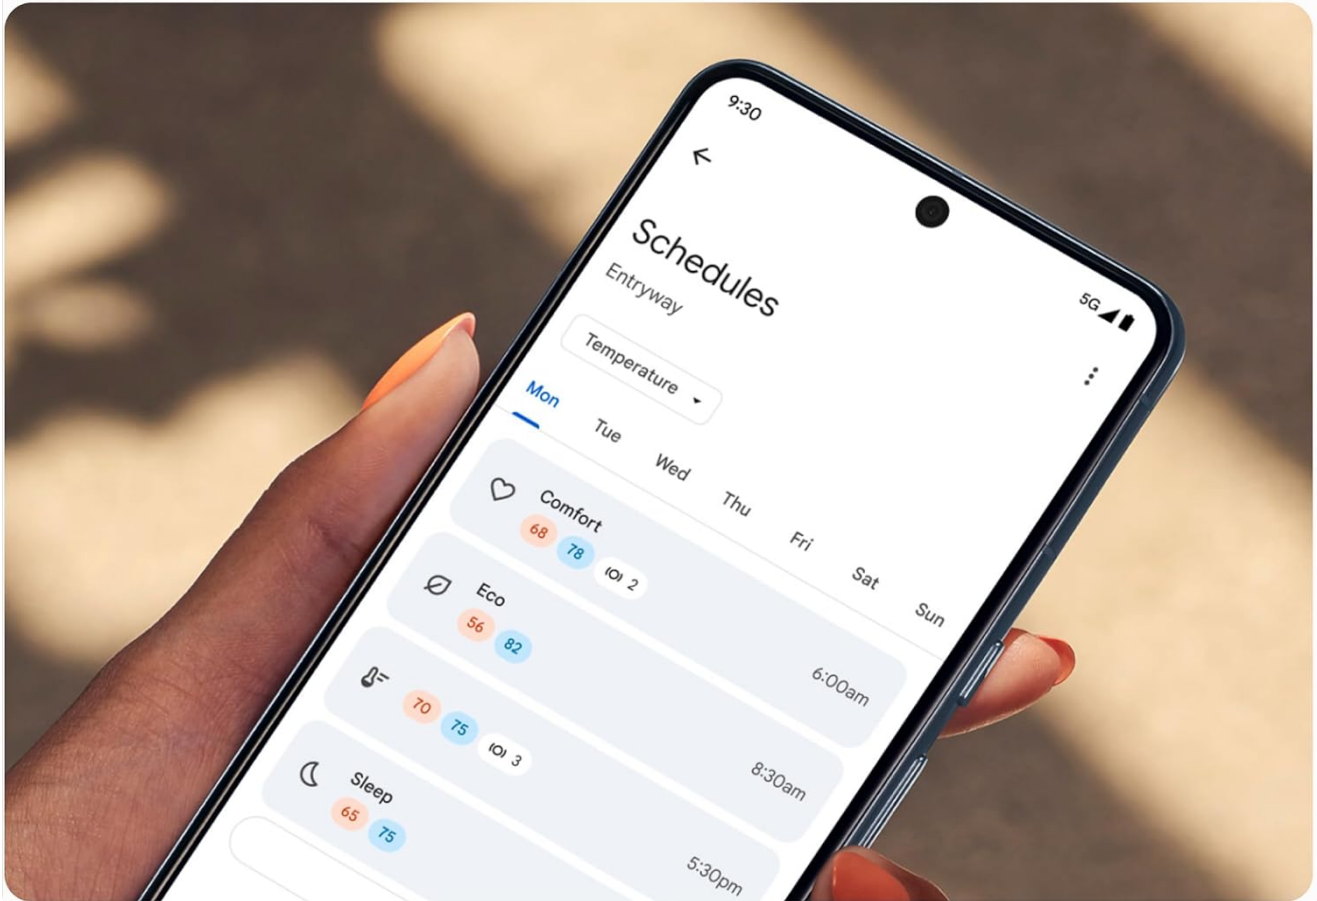 9:30
5G
Schedules
Entryway
Temperature
Mon Tue Wed Thu Fri Sat Sun
Comfort
68 78 2
6:00am
Eco
56 82
8:30am
70 75 3
5:30pm
Sleep
65 75